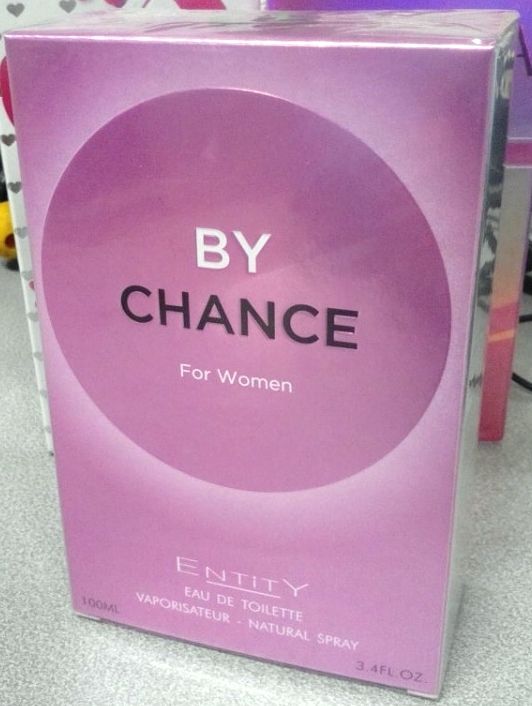 BY
CHANCE
For Women
ENTiTY
EAU DE TOILETTE
VAPORISATEUR - NATURAL SPRAY
100ML
3.4FL.OZ.